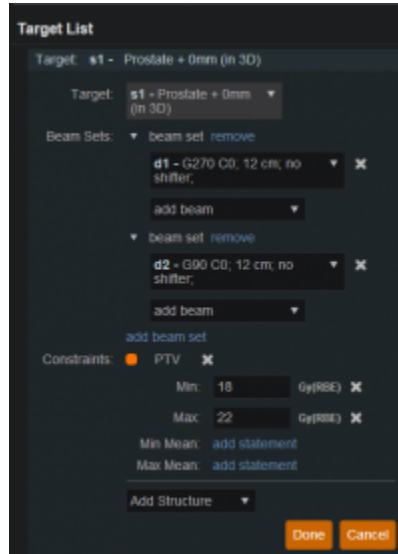 Target List
Target: s1 - Prostate + 0mm (in 3D)
Target: s1 - Prostate + 0mm
(in 3D)
Beam Sets: beam set remove
d1 - G270 C0; 12 cm; no
shifter;
add beam
beam set remove
d2 - G90 C0; 12 cm; no
shifter;
add beam
add beam set
Constraints: PTV
Min: 18 Gy(RBE)
Max: 22 Gy(RBE)
Min Mean: add statement
Max Mean: add statement
Add Structure
Done Cancel